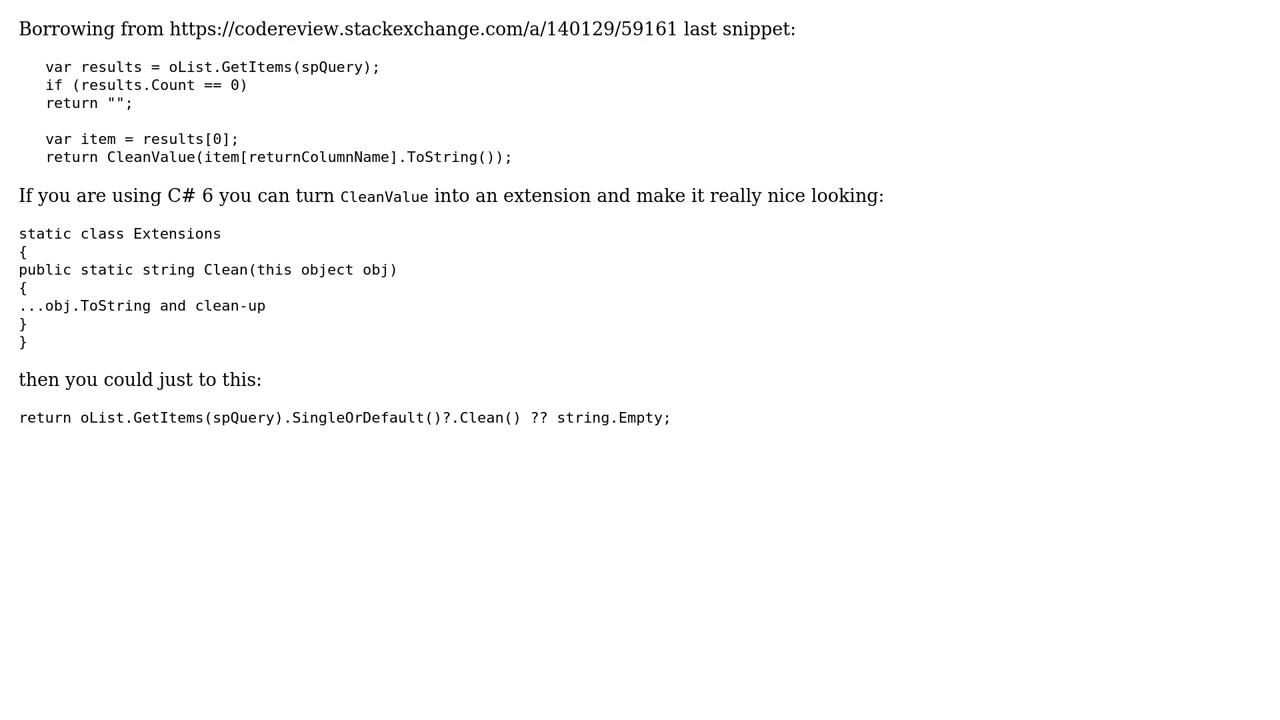 Borrowing from https://codereview.stackexchange.com/a/140129/59161 last snippet:
var results = oList.GetItems(spQuery);
if (results.Count == 0)
return "";
var item = results[0];
return CleanValue(item[returnColumnName].ToString());
If you are using C# 6 you can turn CleanValue into an extension and make it really nice looking:
static class Extensions
{
public static string Clean(this object obj)
{
...obj.ToString and clean-up
}
}
then you could just to this:
return oList.GetItems(spQuery).SingleOrDefault()?.Clean() ?? string.Empty;